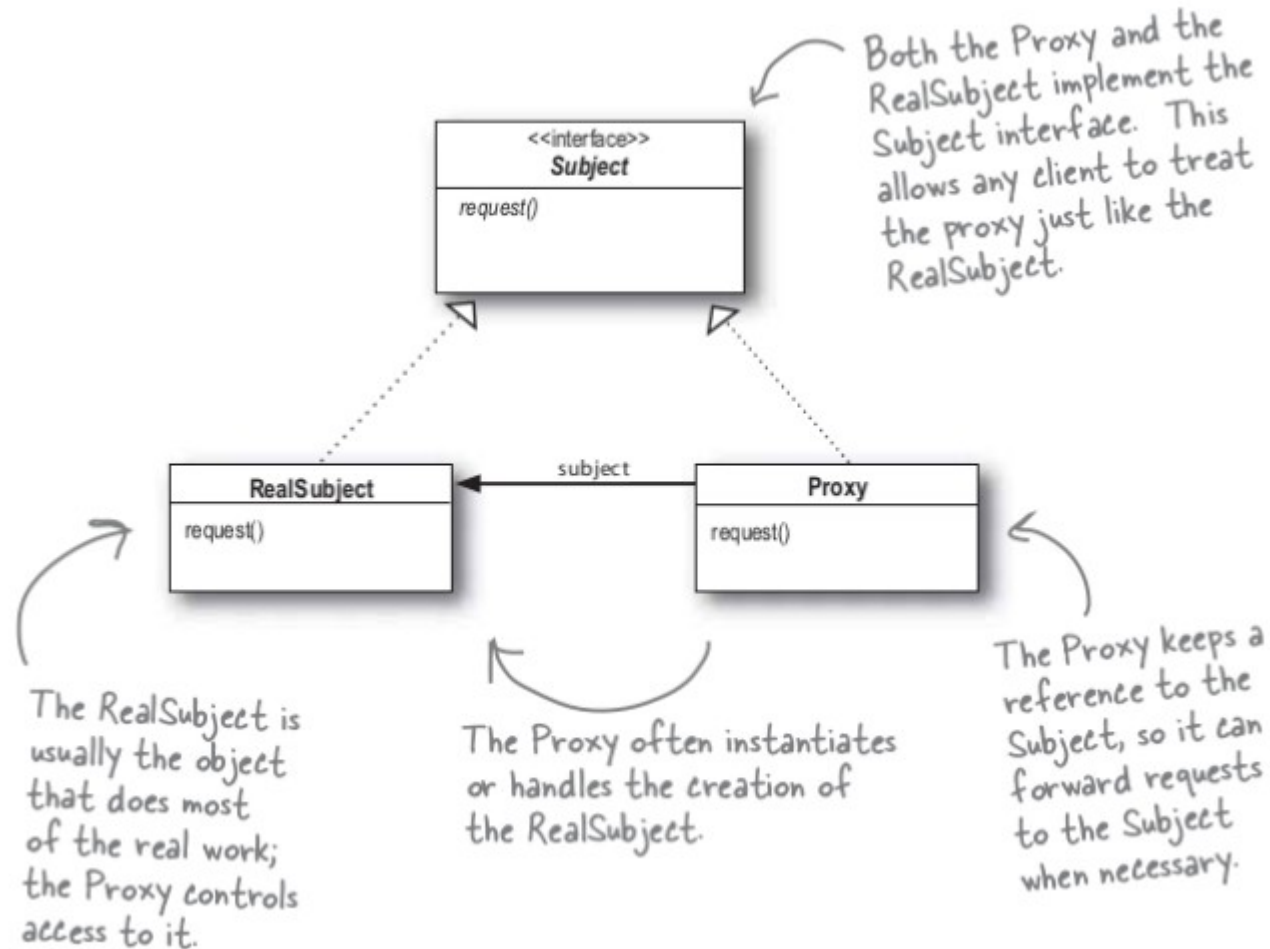 Both the Proxy and the
RealSubject implement the
Subject interface. This
allows any client to treat
the proxy just like the
RealSubject.
<<interface>>
Subject
request()
RealSubject
request()
subject
Proxy
request()
The RealSubject is
usually the object
that does most
of the real work;
the Proxy controls
access to it.
The Proxy often instantiates
or handles the creation of
the RealSubject.
The Proxy keeps a
reference to the
Subject, so it can
forward requests
to the Subject
when necessary.